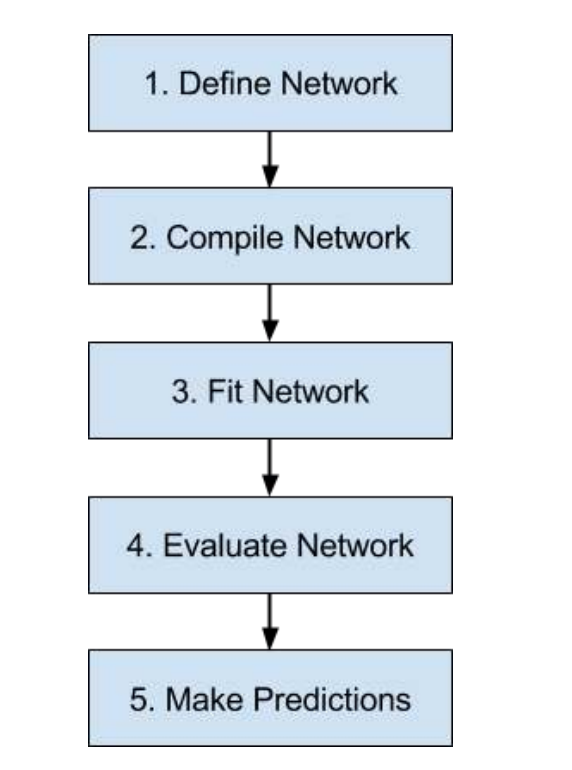 1. Define Network
2. Compile Network
3. Fit Network
4. Evaluate Network
5. Make Predictions